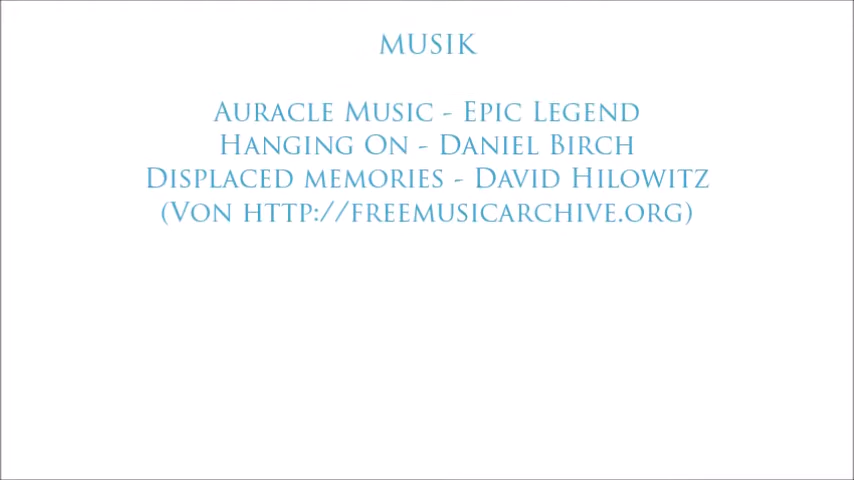 MUSIK
AURACLE MUSIC - EPIC LEGEND
HANGING ON - DANIEL BIRCH
DISPLACED MEMORIES - DAVID HILOWITZ
(VON HTTP://FREEMUSICARCHIVE.ORG)